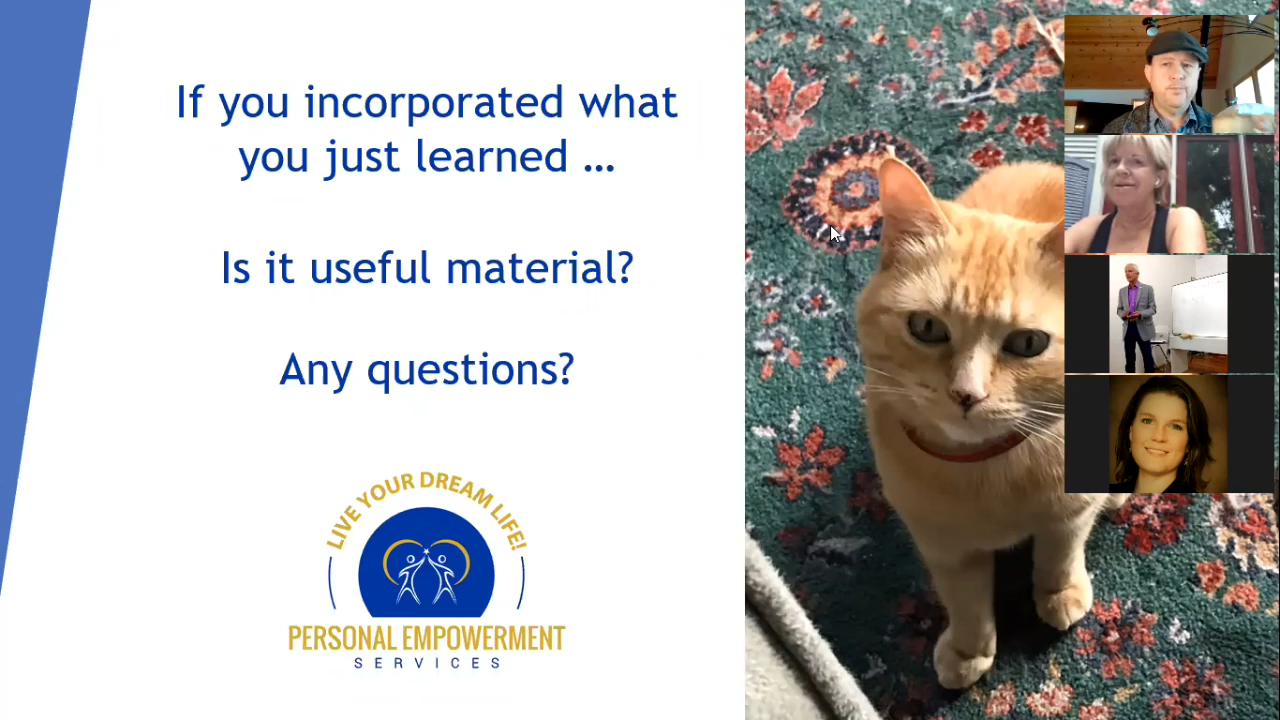 If you incorporated what
you just learned …
Is it useful material?
Any questions?
LIVE YOUR DREAM LIFE!
PERSONAL EMPOWERMENT
SERVICES